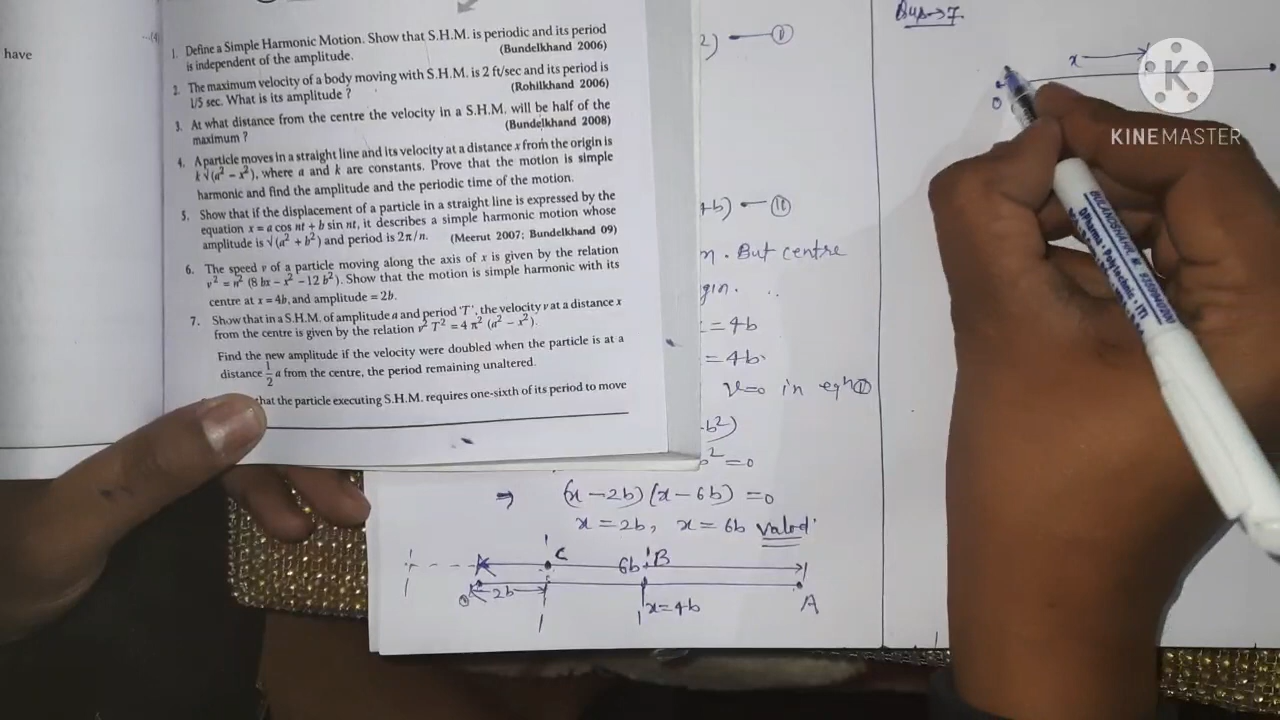 have
1. Define a Simple Harmonic Motion. Show that S.H.M. is periodic and its period
is independent of the amplitude. (Bundelkhand 2006)
2. The maximum velocity of a body moving with S.H.M. is 2 ft/sec and its period is
1/5 sec. What is its amplitude ? (Rohilkhand 2006)
3. At what distance from the centre the velocity in a S.H.M. will be half of the
maximum ? (Bundelkhand 2008)
4. A particle moves in a straight line and its velocity at a distance x from the origin is
k √(a² – x²), where a and k are constants. Prove that the motion is simple
harmonic and find the amplitude and the periodic time of the motion.
5. Show that if the displacement of a particle in a straight line is expressed by the
equation x = a cos nt + b sin nt, it describes a simple harmonic motion whose
amplitude is √(a² + b²) and period is 2π/n. (Meerut 2007; Bundelkhand 09)
6. The speed v of a particle moving along the axis of x is given by the relation
v² = n² (8 bx – x² – 12 b²). Show that the motion is simple harmonic with its
centre at x = 4b, and amplitude = 2b.
7. Show that in a S.H.M. of amplitude a and period 'T', the velocity v at a distance x
from the centre is given by the relation v² T² = 4 π² (a² – x²).
Find the new amplitude if the velocity were doubled when the particle is at a
distance 1/2 a from the centre, the period remaining unaltered.
that the particle executing S.H.M. requires one-sixth of its period to move
2)
+b)
. But centre
gin.
= 4b
= 4b.
v=0 in eqn
b²)
b² =0
⇒ (x – 2b) (x – 6b) = 0
x = 2b, x = 6b valid
C 6b B
2b x = 4b A
Que→7.
x
0
K
KINEMASTER